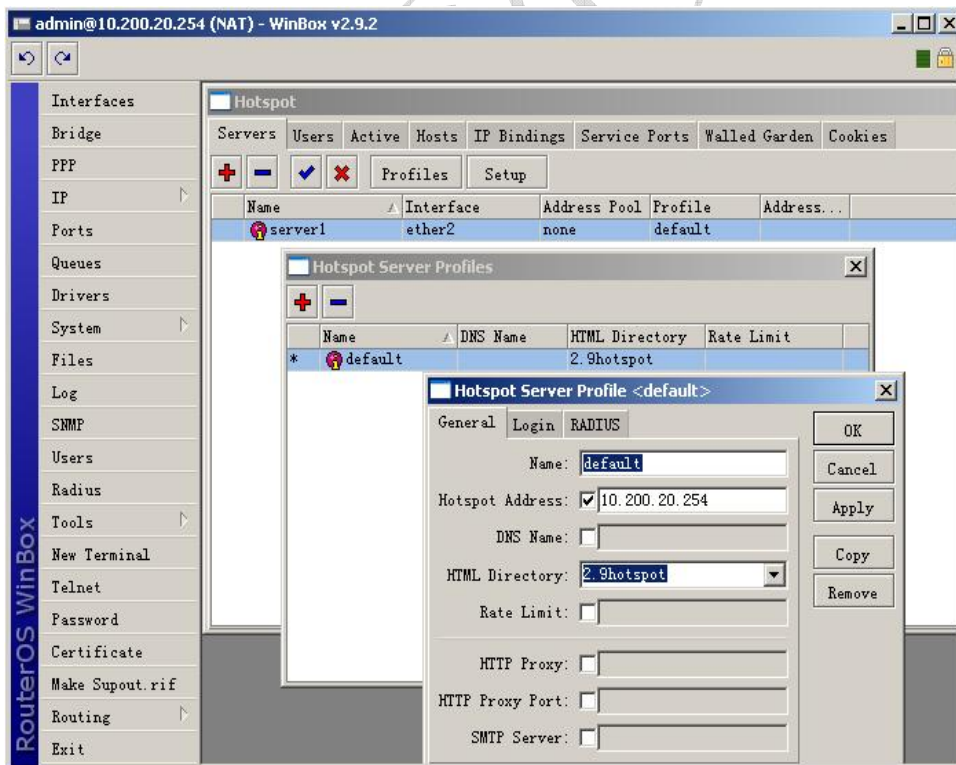 admin@10.200.20.254 (NAT) - WinBox v2.9.2
RouterOS WinBox
Interfaces
Bridge
PPP
IP
Ports
Queues
Drivers
System
Files
Log
SNMP
Users
Radius
Tools
New Terminal
Telnet
Password
Certificate
Make Supout.rif
Routing
Exit
Hotspot
Servers Users Active Hosts IP Bindings Service Ports Walled Garden Cookies
Profiles Setup
Name Interface Address Pool Profile Address...
server1 ether2 none default
Hotspot Server Profiles
Name DNS Name HTML Directory Rate Limit
* default 2.9hotspot
Hotspot Server Profile <default>
General Login RADIUS
Name: default
Hotspot Address: 10.200.20.254
DNS Name:
HTML Directory: 2.9hotspot
Rate Limit:
HTTP Proxy:
HTTP Proxy Port:
SMTP Server:
OK
Cancel
Apply
Copy
Remove